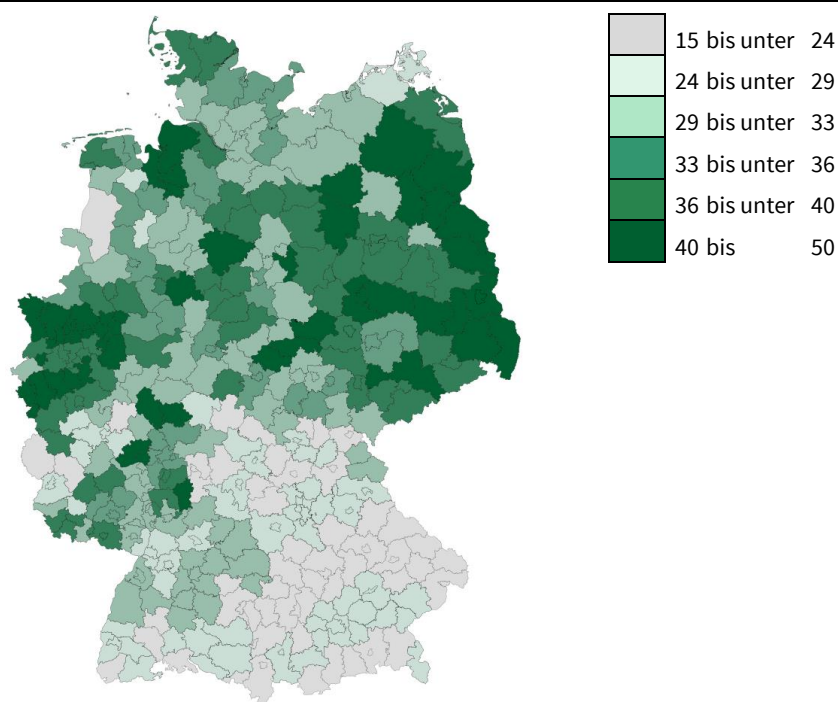 15 bis unter 24
24 bis unter 29
29 bis unter 33
33 bis unter 36
36 bis unter 40
40 bis 50